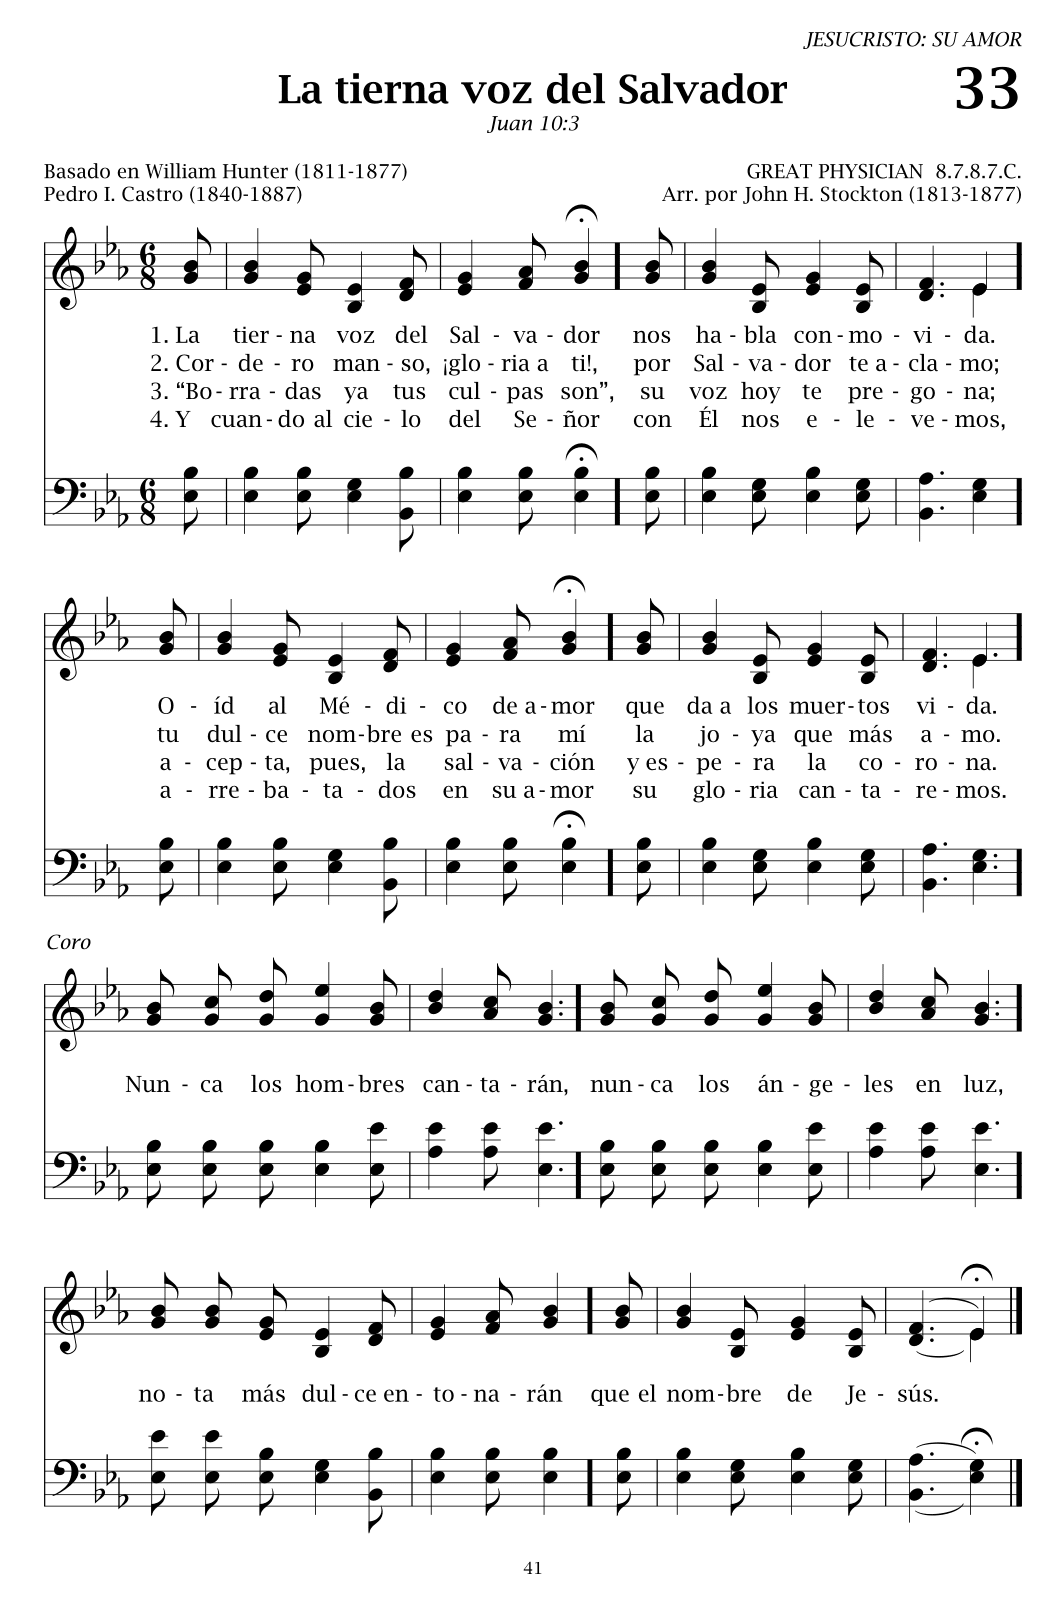 JESUCRISTO: SU AMOR
La tierna voz del Salvador
33
Juan 10:3
Basado en William Hunter (1811-1877)
GREAT PHYSICIAN 8.7.8.7.C.
Pedro I. Castro (1840-1887)
Arr. por John H. Stockton (1813-1877)
1. La tier - na voz del Sal - va - dor nos ha - bla con - mo - vi - da.
2. Cor - de - ro man - so, ¡glo - ria a ti!, por Sal - va - dor te a - cla - mo;
3. “Bo - rra - das ya tus cul - pas son”, su voz hoy te pre - go - na;
4. Y cuan - do al cie - lo del Se - ñor con Él nos e - le - ve - mos,
O - íd al Mé - di - co de a - mor que da a los muer - tos vi - da.
tu dul - ce nom - bre es pa - ra mí la jo - ya que más a - mo.
a - cep - ta, pues, la sal - va - ción y es - pe - ra la co - ro - na.
a - rre - ba - ta - dos en su a - mor su glo - ria can - ta - re - mos.
Coro
Nun - ca los hom - bres can - ta - rán, nun - ca los án - ge - les en luz,
no - ta más dul - ce en - to - na - rán que el nom - bre de Je - sús.
41